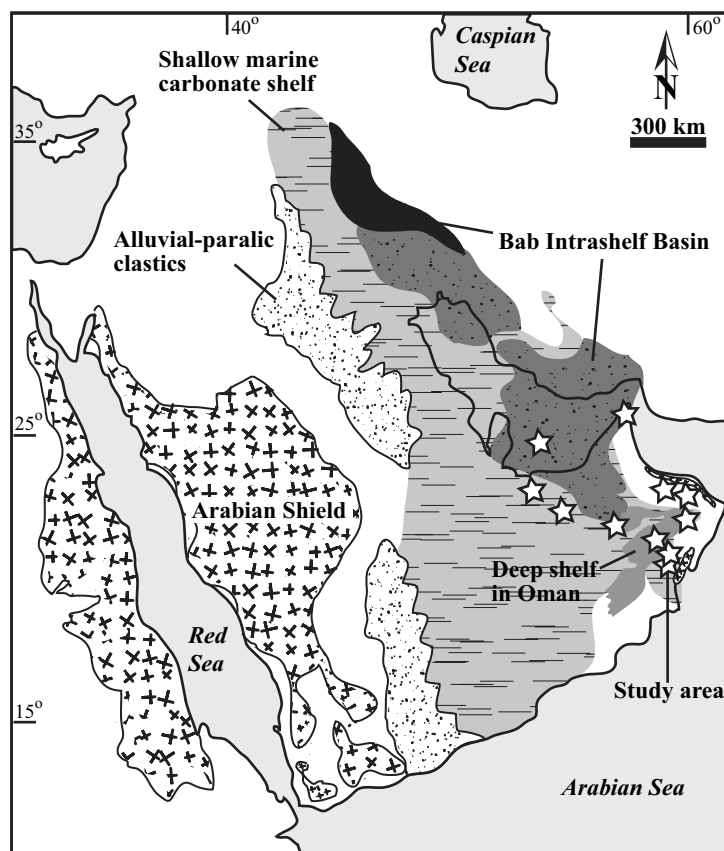 40°
60°
Caspian
Sea
Shallow marine
carbonate shelf
N
300 km
35°
Alluvial-paralic
clastics
Bab Intrashelf Basin
25°
Arabian Shield
Deep shelf
in Oman
Red
Sea
Study area
15°
Arabian Sea